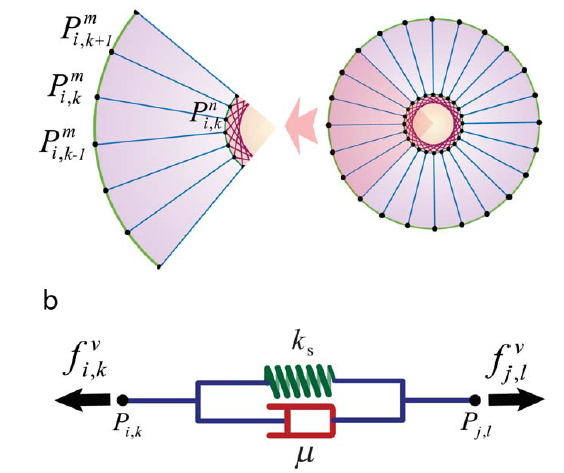 P^m_{i,k+1}
P^m_{i,k}
P^n_{i,k}
P^m_{i,k-1}
b
k_s
f^v_{i,k}
f^v_{j,l}
P_{i,k}
P_{j,l}
μ